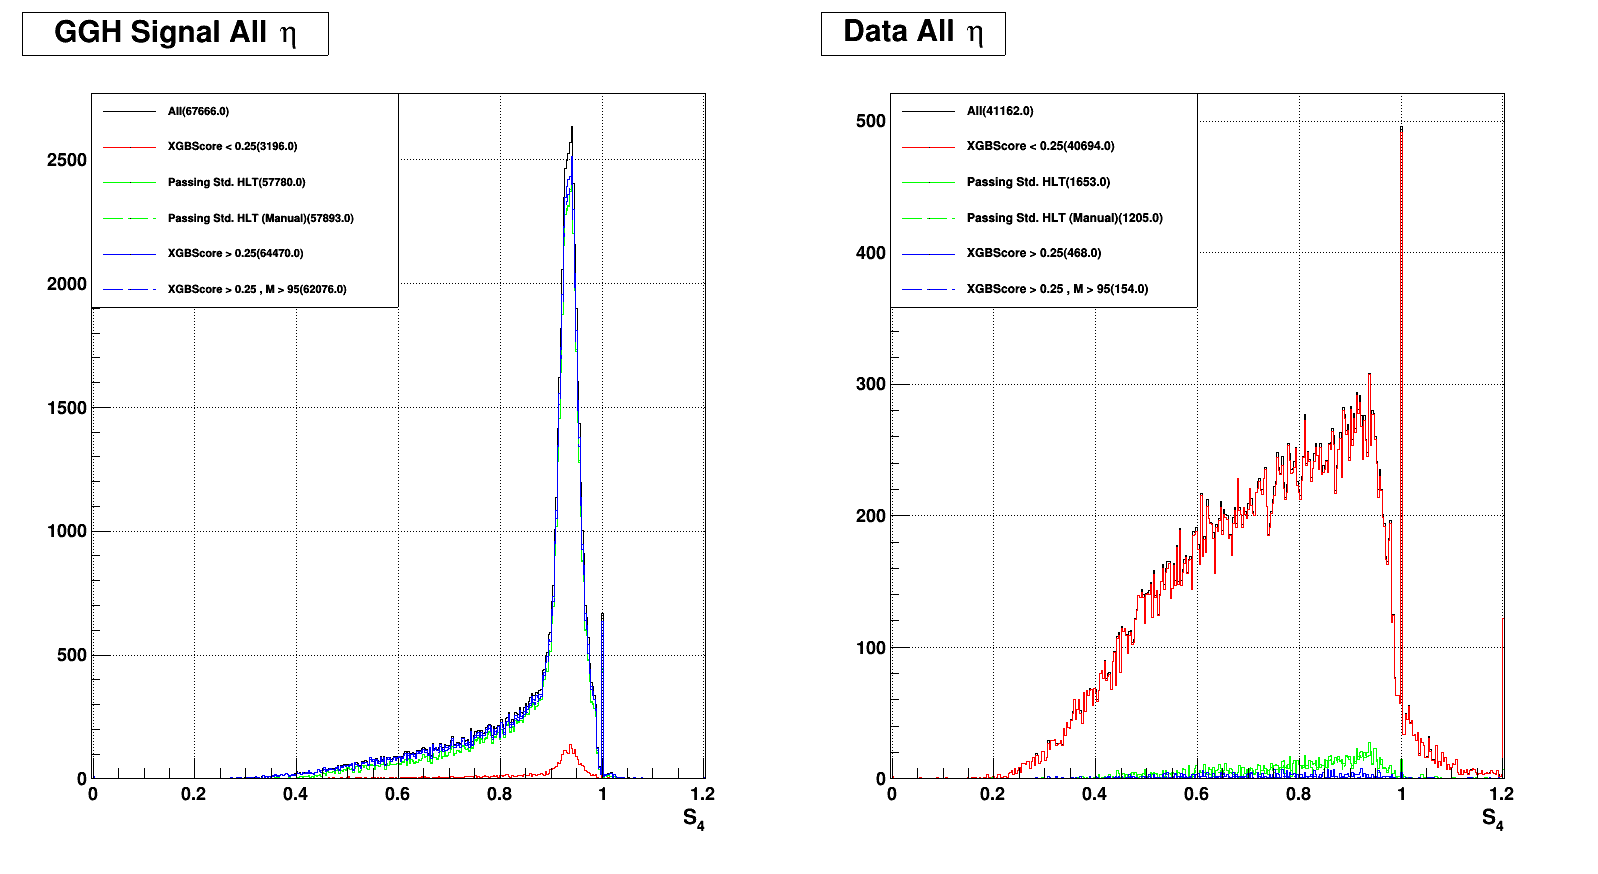 GGH Signal All η
All(67666.0)
XGBScore < 0.25(3196.0)
Passing Std. HLT(57780.0)
Passing Std. HLT (Manual)(57893.0)
XGBScore > 0.25(64470.0)
XGBScore > 0.25 , M > 95(62076.0)
2500
2000
1500
1000
500
0
0 0.2 0.4 0.6 0.8 1 1.2
S4
Data All η
All(41162.0)
XGBScore < 0.25(40694.0)
Passing Std. HLT(1653.0)
Passing Std. HLT (Manual)(1205.0)
XGBScore > 0.25(468.0)
XGBScore > 0.25 , M > 95(154.0)
500
400
300
200
100
0
0 0.2 0.4 0.6 0.8 1 1.2
S4